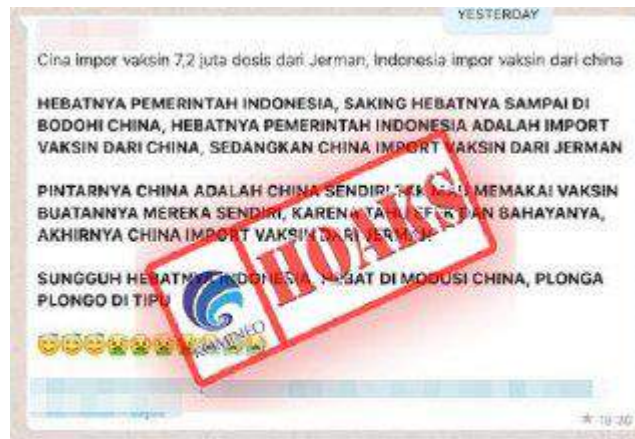 YESTERDAY
Cina impor vaksin 7,2 juta dosis dari Jerman, Indonesia impor vaksin dari china
HEBATNYA PEMERINTAH INDONESIA, SAKING HEBATNYA SAMPAI DI
BODOHI CHINA, HEBATNYA PEMERINTAH INDONESIA ADALAH IMPORT
VAKSIN DARI CHINA, SEDANGKAN CHINA IMPORT VAKSIN DARI JERMAN
PINTARNYA CHINA ADALAH CHINA SENDIRI MEMAKAI VAKSIN
BUATANNYA MEREKA SENDIRI, KARENA TAHU EFEK DAN BAHAYANYA,
AKHIRNYA CHINA IMPORT VAKSIN DARI JERMAN
SUNGGUH HEBATNYA INDONESIA, HEBAT DI MODUSI CHINA, PLONGA
PLONGO DI TIPU
HOAKS
KOMINFO